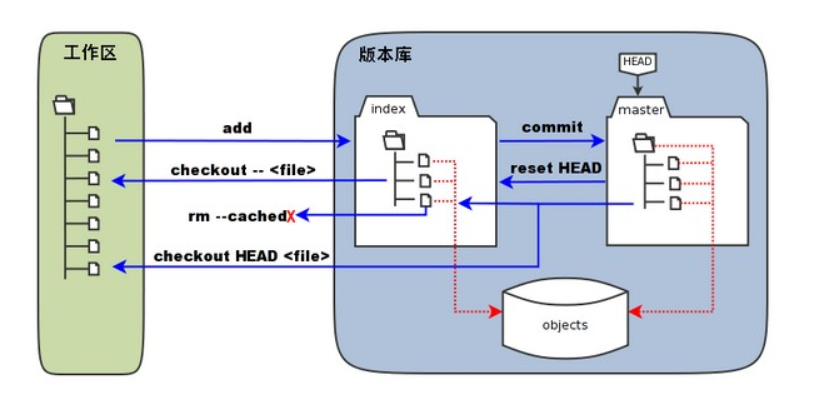 工作区
版本库
HEAD
index
master
add
commit
checkout -- <file>
reset HEAD
rm --cachedX
checkout HEAD <file>
objects